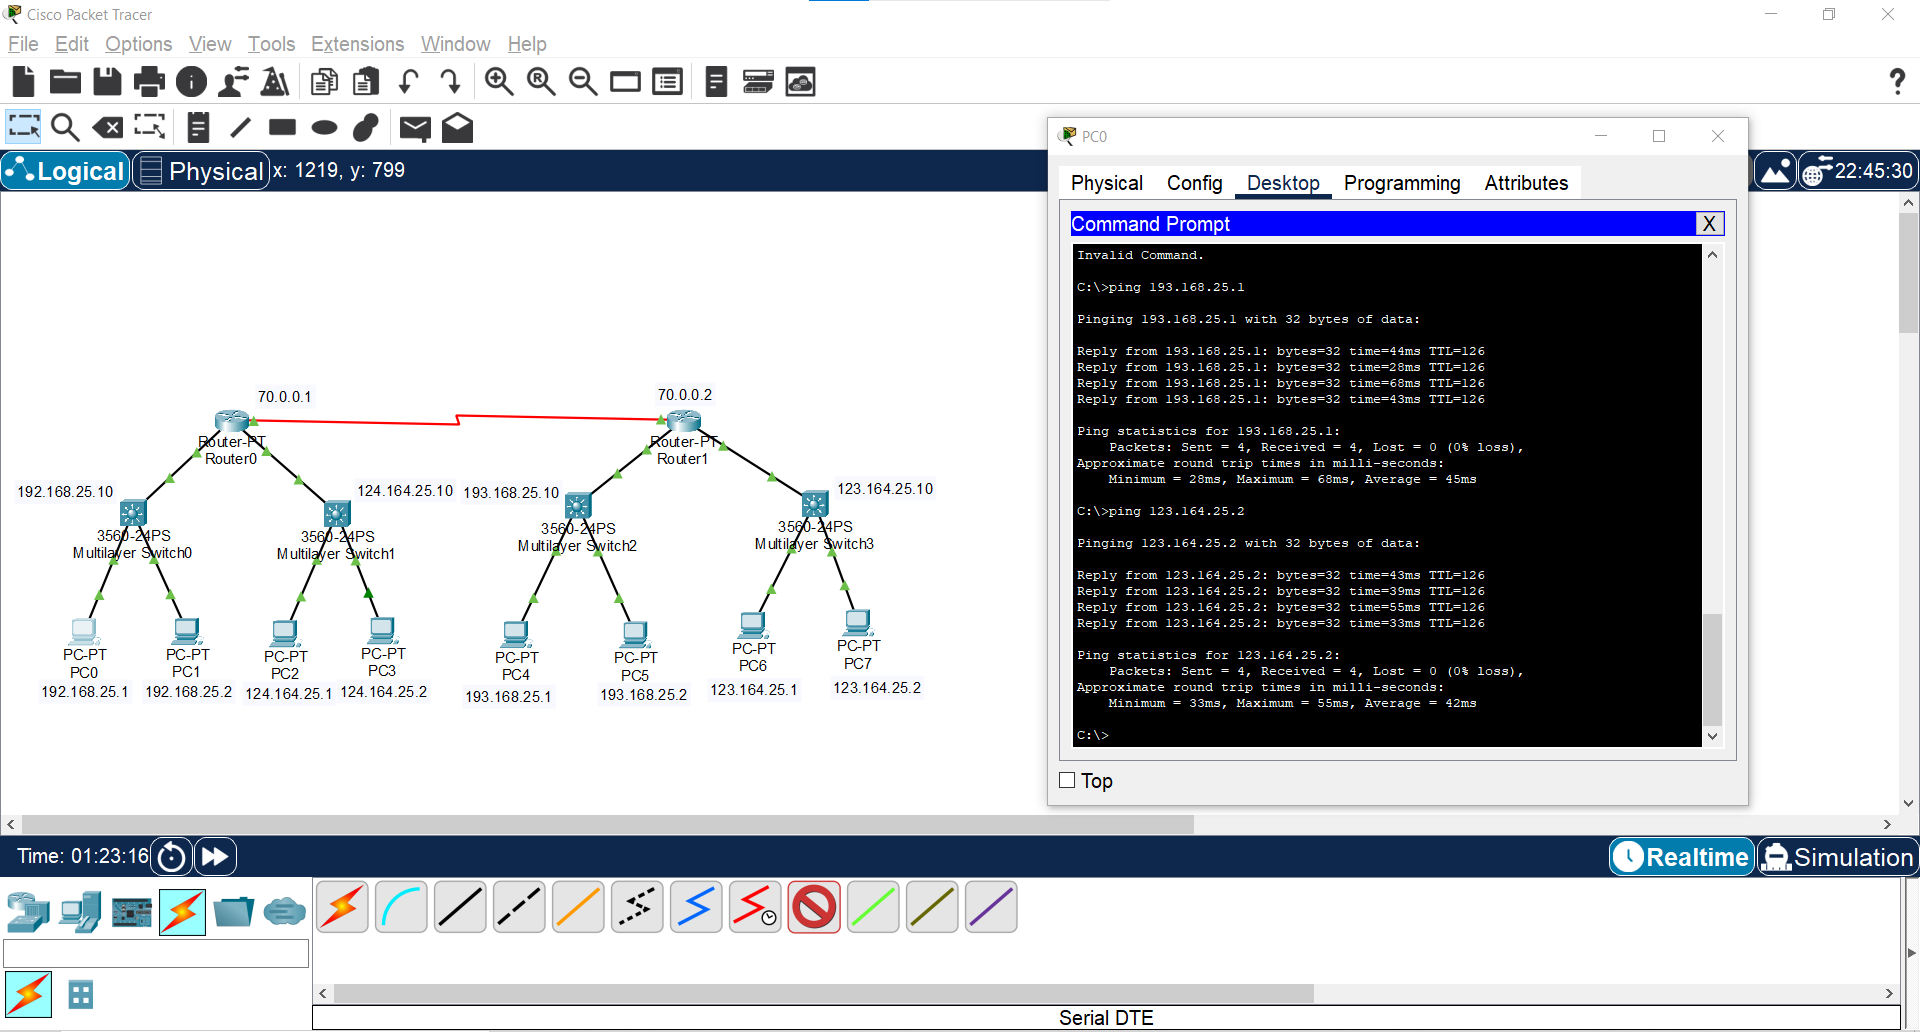 Cisco Packet Tracer
File Edit Options View Tools Extensions Window Help
Logical Physical x: 1219, y: 799
22:45:30
70.0.0.1
70.0.0.2
Router-PT
Router0
Router-PT
Router1
192.168.25.10
124.164.25.10
193.168.25.10
123.164.25.10
3560-24PS
Multilayer Switch0
3560-24PS
Multilayer Switch1
3560-24PS
Multilayer Switch2
3560-24PS
Multilayer Switch3
PC-PT
PC0
192.168.25.1
PC-PT
PC1
192.168.25.2
PC-PT
PC2
124.164.25.1
PC-PT
PC3
124.164.25.2
PC-PT
PC4
193.168.25.1
PC-PT
PC5
193.168.25.2
PC-PT
PC6
123.164.25.1
PC-PT
PC7
123.164.25.2
PC0
Physical Config Desktop Programming Attributes
Command Prompt X
Invalid Command.
C:\>ping 193.168.25.1
Pinging 193.168.25.1 with 32 bytes of data:
Reply from 193.168.25.1: bytes=32 time=44ms TTL=126
Reply from 193.168.25.1: bytes=32 time=28ms TTL=126
Reply from 193.168.25.1: bytes=32 time=68ms TTL=126
Reply from 193.168.25.1: bytes=32 time=43ms TTL=126
Ping statistics for 193.168.25.1:
Packets: Sent = 4, Received = 4, Lost = 0 (0% loss),
Approximate round trip times in milli-seconds:
Minimum = 28ms, Maximum = 68ms, Average = 45ms
C:\>ping 123.164.25.2
Pinging 123.164.25.2 with 32 bytes of data:
Reply from 123.164.25.2: bytes=32 time=43ms TTL=126
Reply from 123.164.25.2: bytes=32 time=39ms TTL=126
Reply from 123.164.25.2: bytes=32 time=55ms TTL=126
Reply from 123.164.25.2: bytes=32 time=33ms TTL=126
Ping statistics for 123.164.25.2:
Packets: Sent = 4, Received = 4, Lost = 0 (0% loss),
Approximate round trip times in milli-seconds:
Minimum = 33ms, Maximum = 55ms, Average = 42ms
C:\>
Top
Time: 01:23:16
Realtime Simulation
Serial DTE